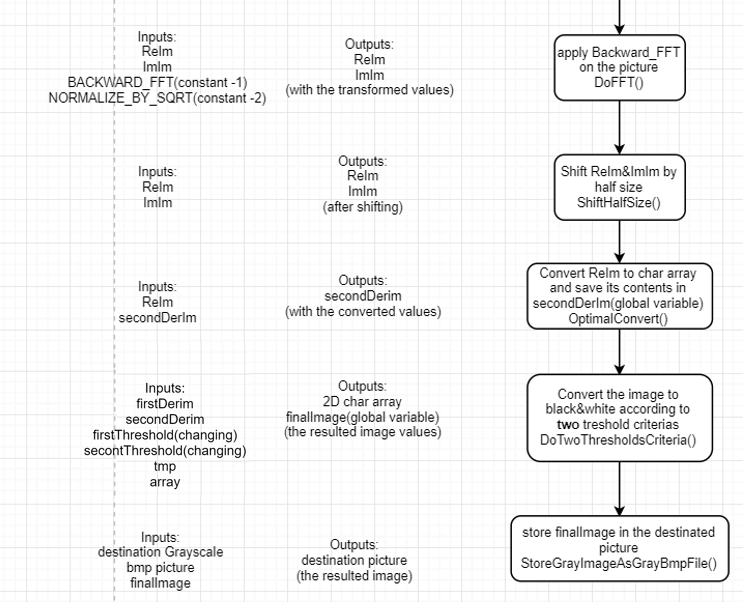 Inputs:
ReIm
ImIm
BACKWARD_FFT(constant -1)
NORMALIZE_BY_SQRT(constant -2)
Outputs:
ReIm
ImIm
(with the transformed values)
apply Backward_FFT
on the picture
DoFFT()
Inputs:
ReIm
ImIm
Outputs:
ReIm
ImIm
(after shifting)
Shift ReIm&ImIm by
half size
ShiftHalfSize()
Inputs:
ReIm
secondDerIm
Outputs:
secondDerim
(with the converted values)
Convert ReIm to char array
and save its contents in
secondDerIm(global variable)
OptimalConvert()
Inputs:
firstDerim
secondDerim
firstThreshold(changing)
secontThreshold(changing)
tmp
array
Outputs:
2D char array
finalImage(global variable)
(the resulted image values)
Convert the image to
black&white according to
two treshold criterias
DoTwoThresholdsCriteria()
Inputs:
destination Grayscale
bmp picture
finalImage
Outputs:
destination picture
(the resulted image)
store finalImage in the destinated
picture
StoreGrayImageAsGrayBmpFile()